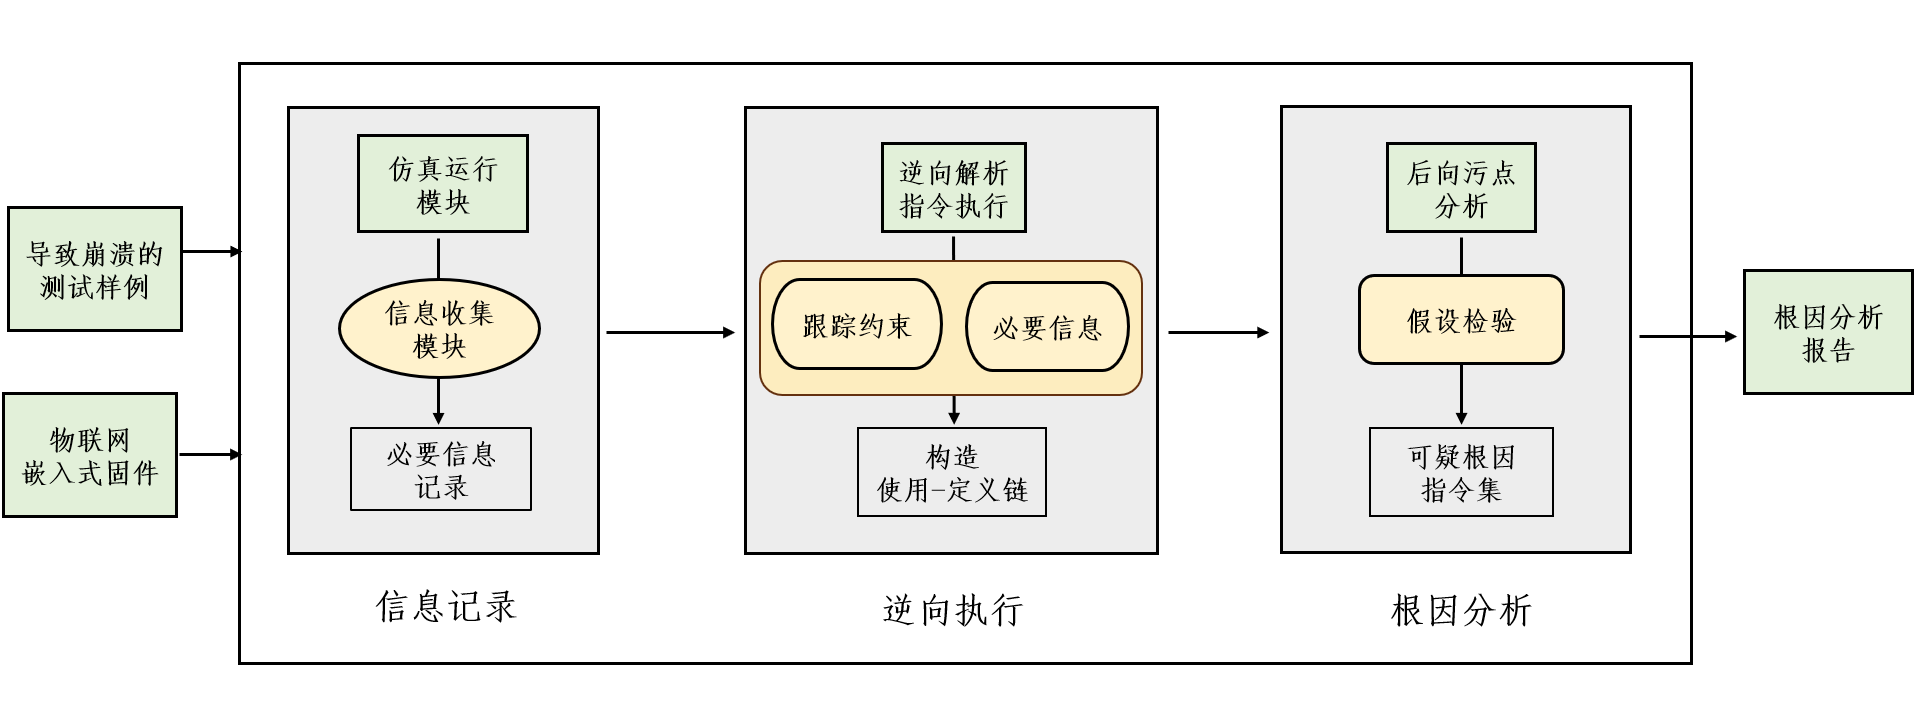 导致崩溃的
测试样例
物联网
嵌入式固件
仿真运行
模块
信息收集
模块
必要信息
记录
信息记录
逆向解析
指令执行
跟踪约束
必要信息
构造
使用-定义链
逆向执行
后向污点
分析
假设检验
可疑根因
指令集
根因分析
根因分析
报告